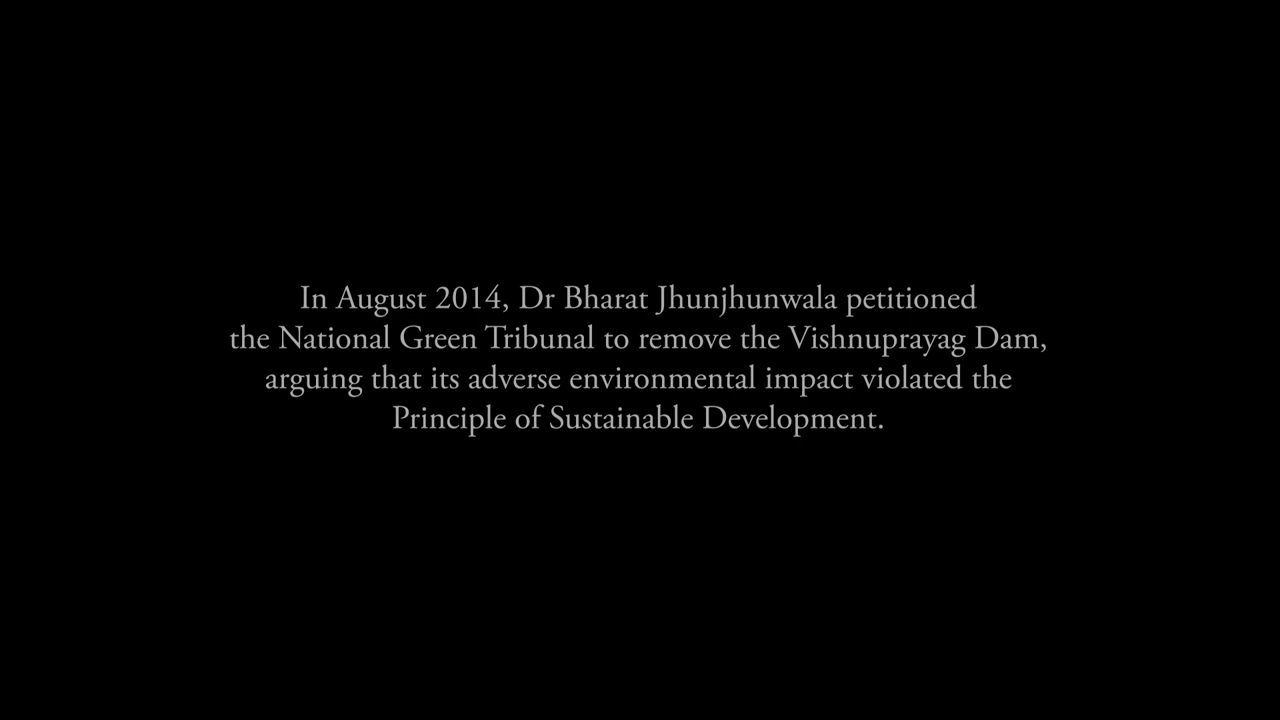 In August 2014, Dr Bharat Jhunjhunwala petitioned
the National Green Tribunal to remove the Vishnuprayag Dam,
arguing that its adverse environmental impact violated the
Principle of Sustainable Development.